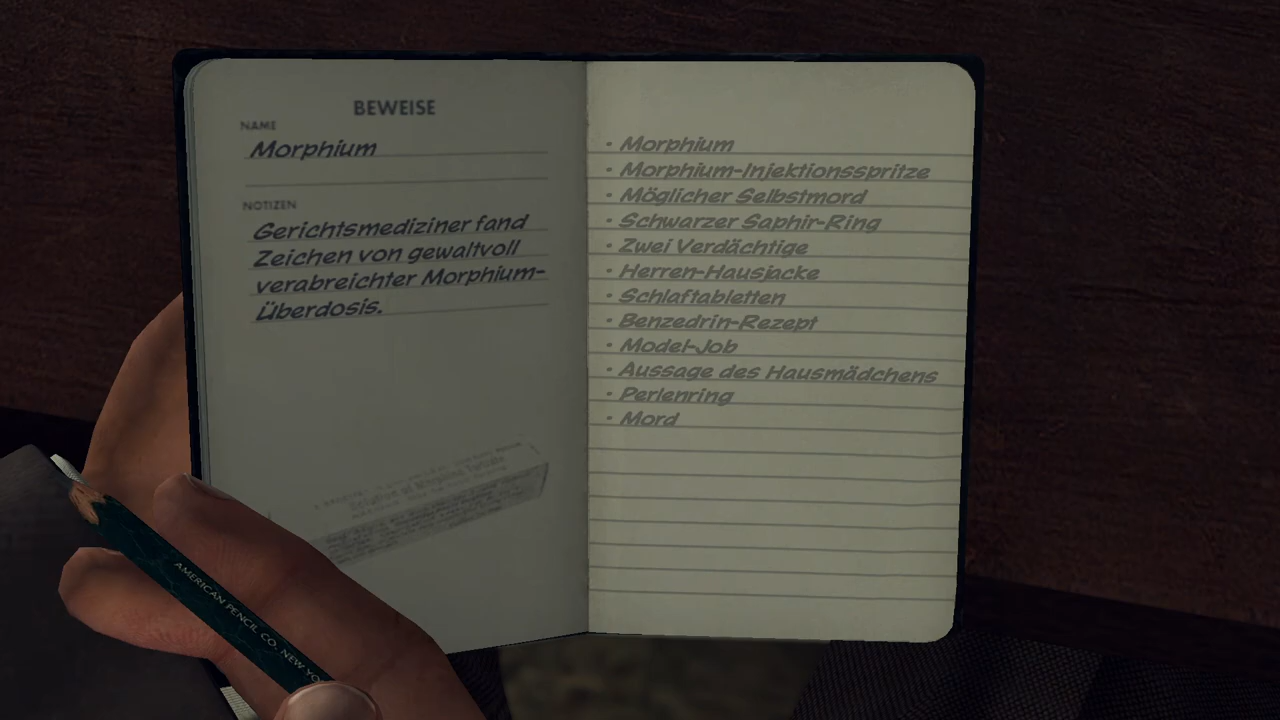 BEWEISE
NAME
Morphium
NOTIZEN
Gerichtsmediziner fand
Zeichen von gewaltvoll
verabreichter Morphium-
Überdosis.
• Morphium
• Morphium-Injektionsspritze
• Möglicher Selbstmord
• Schwarzer Saphir-Ring
• Zwei Verdächtige
• Herren-Hausjacke
• Schlaftabletten
• Benzedrin-Rezept
• Model-Job
• Aussage des Hausmädchens
• Perlenring
• Mord
AMERICAN PENCIL CO. NEW